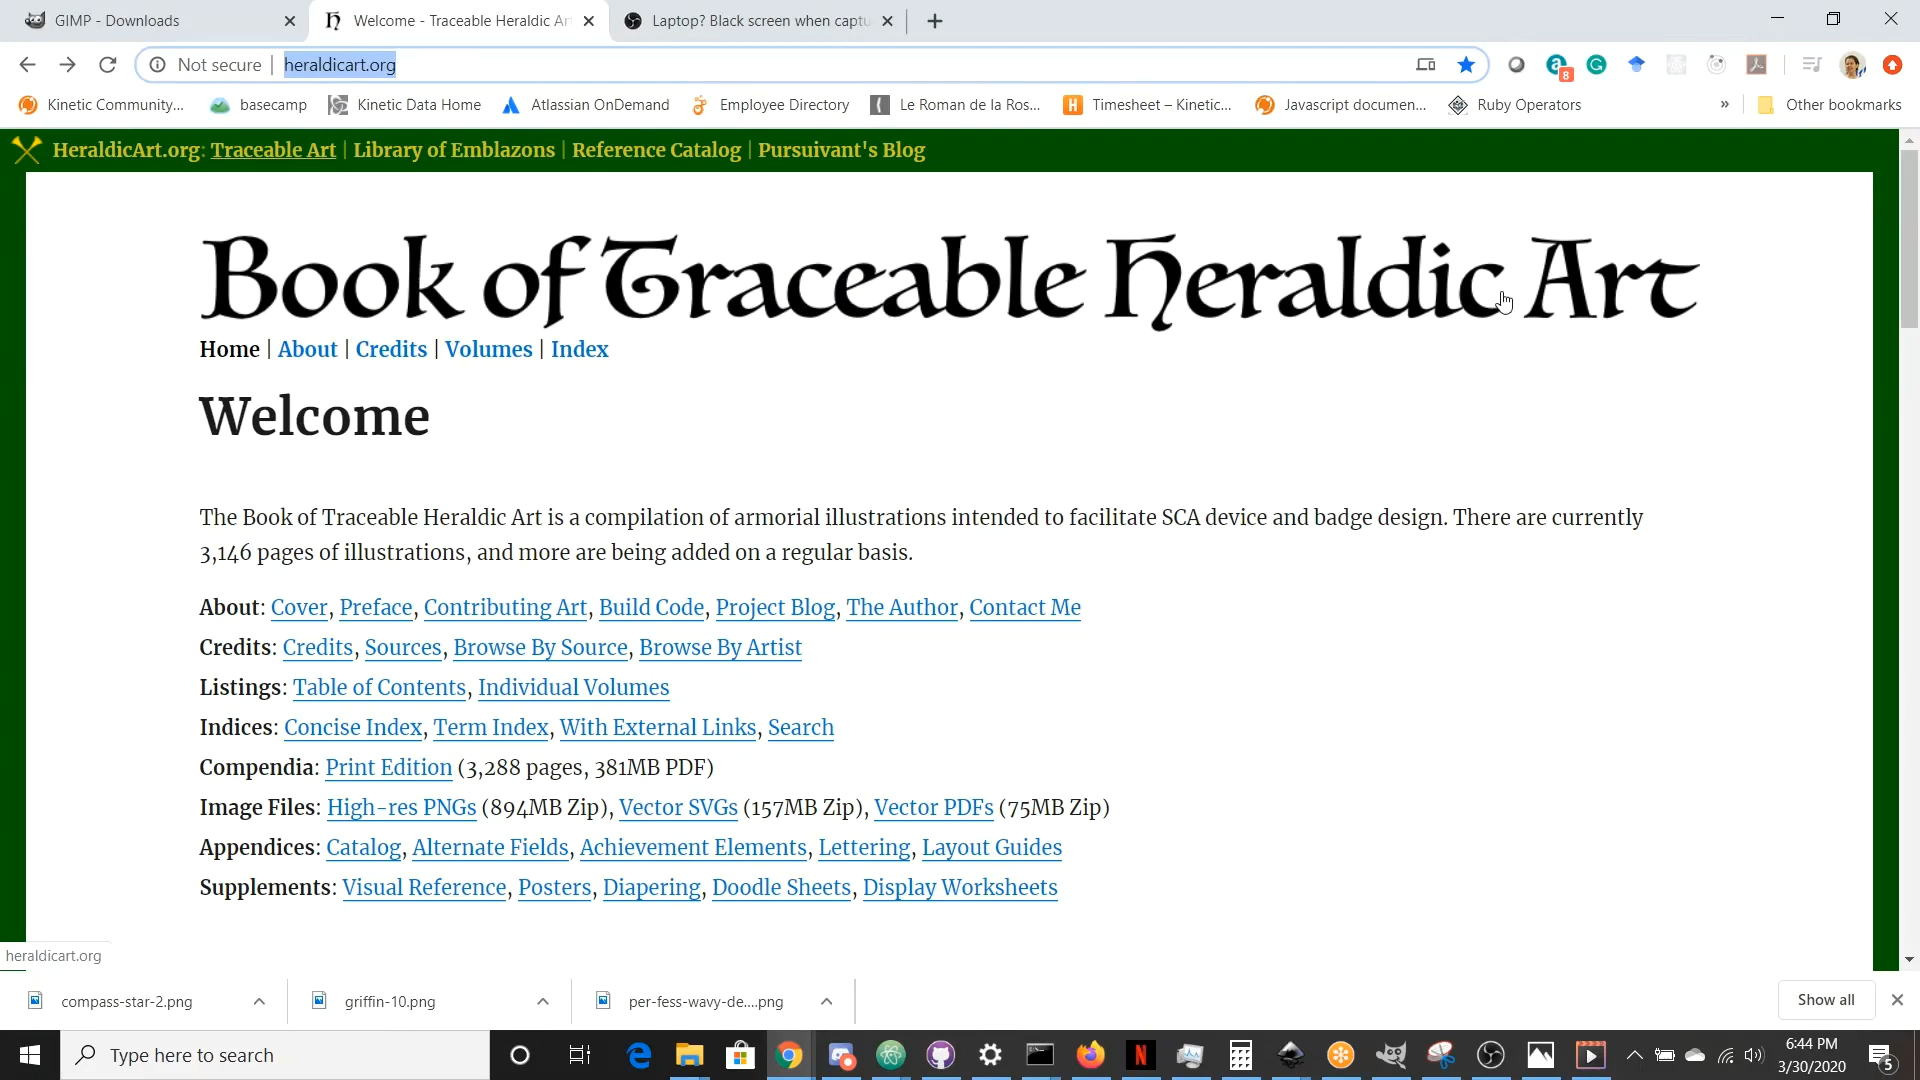 GIMP - Downloads
Welcome - Traceable Heraldic Ar
Laptop? Black screen when captu
Not secure | heraldicart.org
8
Kinetic Community...
basecamp
Kinetic Data Home
Atlassian OnDemand
Employee Directory
Le Roman de la Ros...
Timesheet – Kinetic...
Javascript documen...
Ruby Operators
»
Other bookmarks
HeraldicArt.org: Traceable Art | Library of Emblazons | Reference Catalog | Pursuivant's Blog
Book of Traceable Heraldic Art
Home | About | Credits | Volumes | Index
Welcome
The Book of Traceable Heraldic Art is a compilation of armorial illustrations intended to facilitate SCA device and badge design. There are currently
3,146 pages of illustrations, and more are being added on a regular basis.
About: Cover, Preface, Contributing Art, Build Code, Project Blog, The Author, Contact Me
Credits: Credits, Sources, Browse By Source, Browse By Artist
Listings: Table of Contents, Individual Volumes
Indices: Concise Index, Term Index, With External Links, Search
Compendia: Print Edition (3,288 pages, 381MB PDF)
Image Files: High-res PNGs (894MB Zip), Vector SVGs (157MB Zip), Vector PDFs (75MB Zip)
Appendices: Catalog, Alternate Fields, Achievement Elements, Lettering, Layout Guides
Supplements: Visual Reference, Posters, Diapering, Doodle Sheets, Display Worksheets
heraldicart.org
compass-star-2.png
griffin-10.png
per-fess-wavy-de....png
Show all
Type here to search
6:44 PM
3/30/2020
5